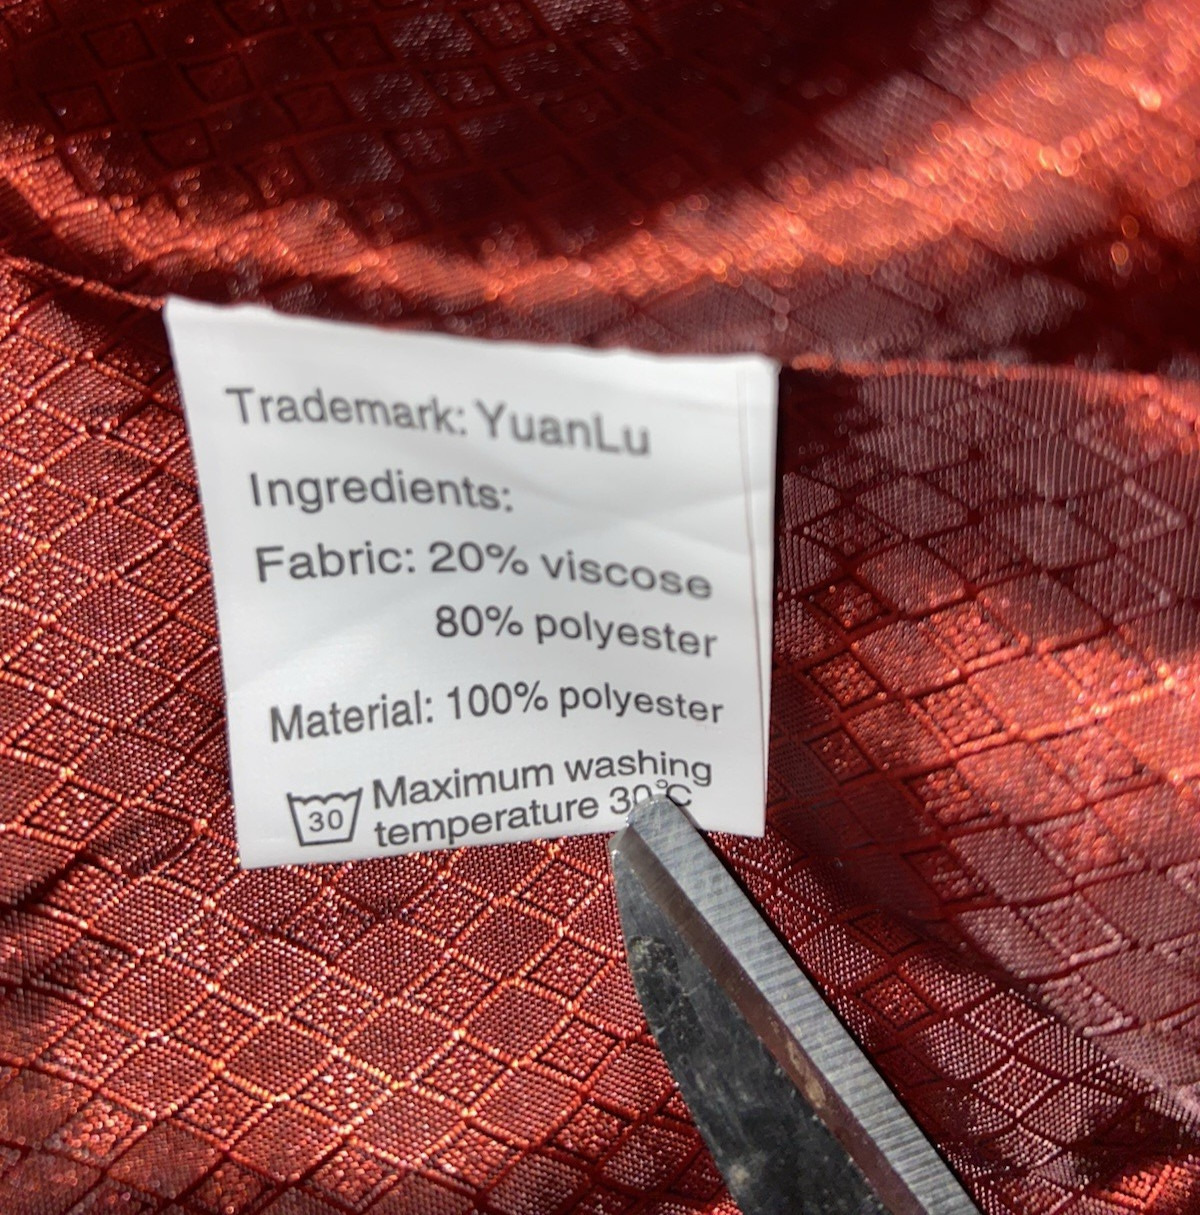 Trademark: YuanLu
Ingredients:
Fabric: 20% viscose
80% polyester
Material: 100% polyester
30 Maximum washing
temperature 30℃